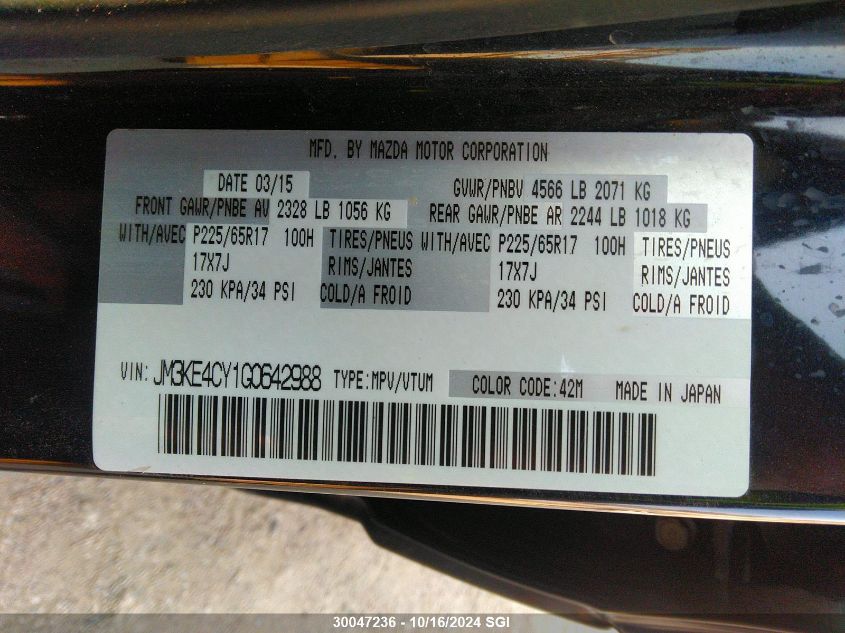 MFD. BY MAZDA MOTOR CORPORATION
DATE 03/15 GVWR/PNBV 4566 LB 2071 KG
FRONT GAWR/PNBE AV 2328 LB 1056 KG REAR GAWR/PNBE AR 2244 LB 1018 KG
WITH/AVEC P225/65R17 100H TIRES/PNEUS WITH/AVEC P225/65R17 100H TIRES/PNEUS
17X7J RIMS/JANTES 17X7J RIMS/JANTES
230 KPA/34 PSI COLD/A FROID 230 KPA/34 PSI COLD/A FROID
VIN: JM3KE4CY1G0642988 TYPE:MPV/VTUM COLOR CODE:42M MADE IN JAPAN
30047236 - 10/16/2024 SGI